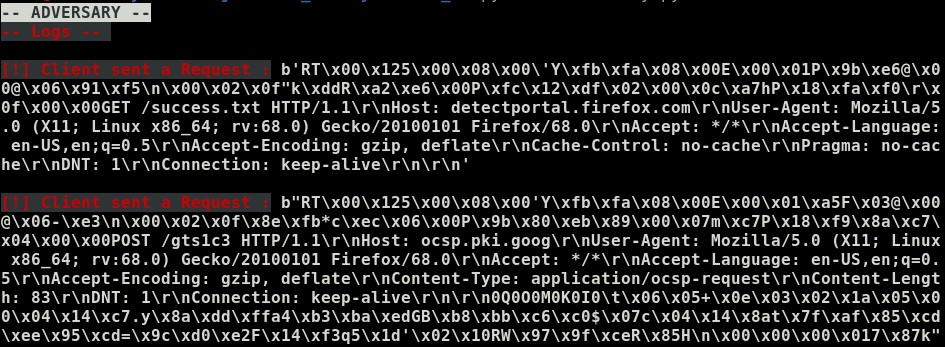 -- ADVERSARY --
-- Logs --
[!] Client sent a Request : b'RT\x00\x125\x00\x08\x00\'Y\xfb\xfa\x08\x00E\x00\x01P\x9b\xe6@\x0
0@\x06\x91\xf5\n\x00\x02\x0f"k\xddR\xa2\xe6\x00P\xfc\x12\xdf\x02\x00\x0c\xa7hP\x18\xfa\xf0\r\x
0f\x00\x00GET /success.txt HTTP/1.1\r\nHost: detectportal.firefox.com\r\nUser-Agent: Mozilla/5
.0 (X11; Linux x86_64; rv:68.0) Gecko/20100101 Firefox/68.0\r\nAccept: */*\r\nAccept-Language:
en-US,en;q=0.5\r\nAccept-Encoding: gzip, deflate\r\nCache-Control: no-cache\r\nPragma: no-cac
he\r\nDNT: 1\r\nConnection: keep-alive\r\n\r\n'
[!] Client sent a Request : b"RT\x00\x125\x00\x08\x00'Y\xfb\xfa\x08\x00E\x00\x01\xa5F\x03@\x00
@\x06-\xe3\n\x00\x02\x0f\x8e\xfb*c\xec\x06\x00P\x9b\x80\xeb\x89\x00\x07m\xc7P\x18\xf9\x8a\xc7\
x04\x00\x00POST /gts1c3 HTTP/1.1\r\nHost: ocsp.pki.goog\r\nUser-Agent: Mozilla/5.0 (X11; Linux
x86_64; rv:68.0) Gecko/20100101 Firefox/68.0\r\nAccept: */*\r\nAccept-Language: en-US,en;q=0.
5\r\nAccept-Encoding: gzip, deflate\r\nContent-Type: application/ocsp-request\r\nContent-Lengt
h: 83\r\nDNT: 1\r\nConnection: keep-alive\r\n\r\n0Q0O0M0K0I0\t\x06\x05+\x0e\x03\x02\x1a\x05\x0
0\x04\x14\xc7.y\x8a\xdd\xffa4\xb3\xba\xedGB\xb8\xbb\xc6\xc0$\x07c\x04\x14\x8at\x7f\xaf\x85\xcd
\xee\x95\xcd=\x9c\xd0\xe2F\x14\xf3q5\x1d'\x02\x10RW\x97\x9f\xceR\x85H\n\x00\x00\x00\x017\x87k"